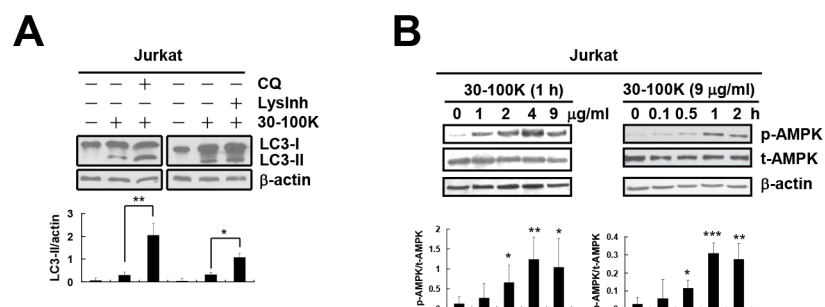 A
Jurkat
− − + − − − CQ
− − − − − + LysInh
− + + − + + 30-100K
LC3-I
LC3-II
β-actin
LC3-II/actin
3
2
1
0
**
*
B
Jurkat
30-100K (1 h)
0 1 2 4 9 μg/ml
30-100K (9 μg/ml)
0 0.1 0.5 1 2 h
p-AMPK
t-AMPK
β-actin
p-AMPK/t-AMPK
2
1.5
1
0.5
* ** *
p-AMPK/t-AMPK
0.4
0.3
0.2
0.1
0
* *** **